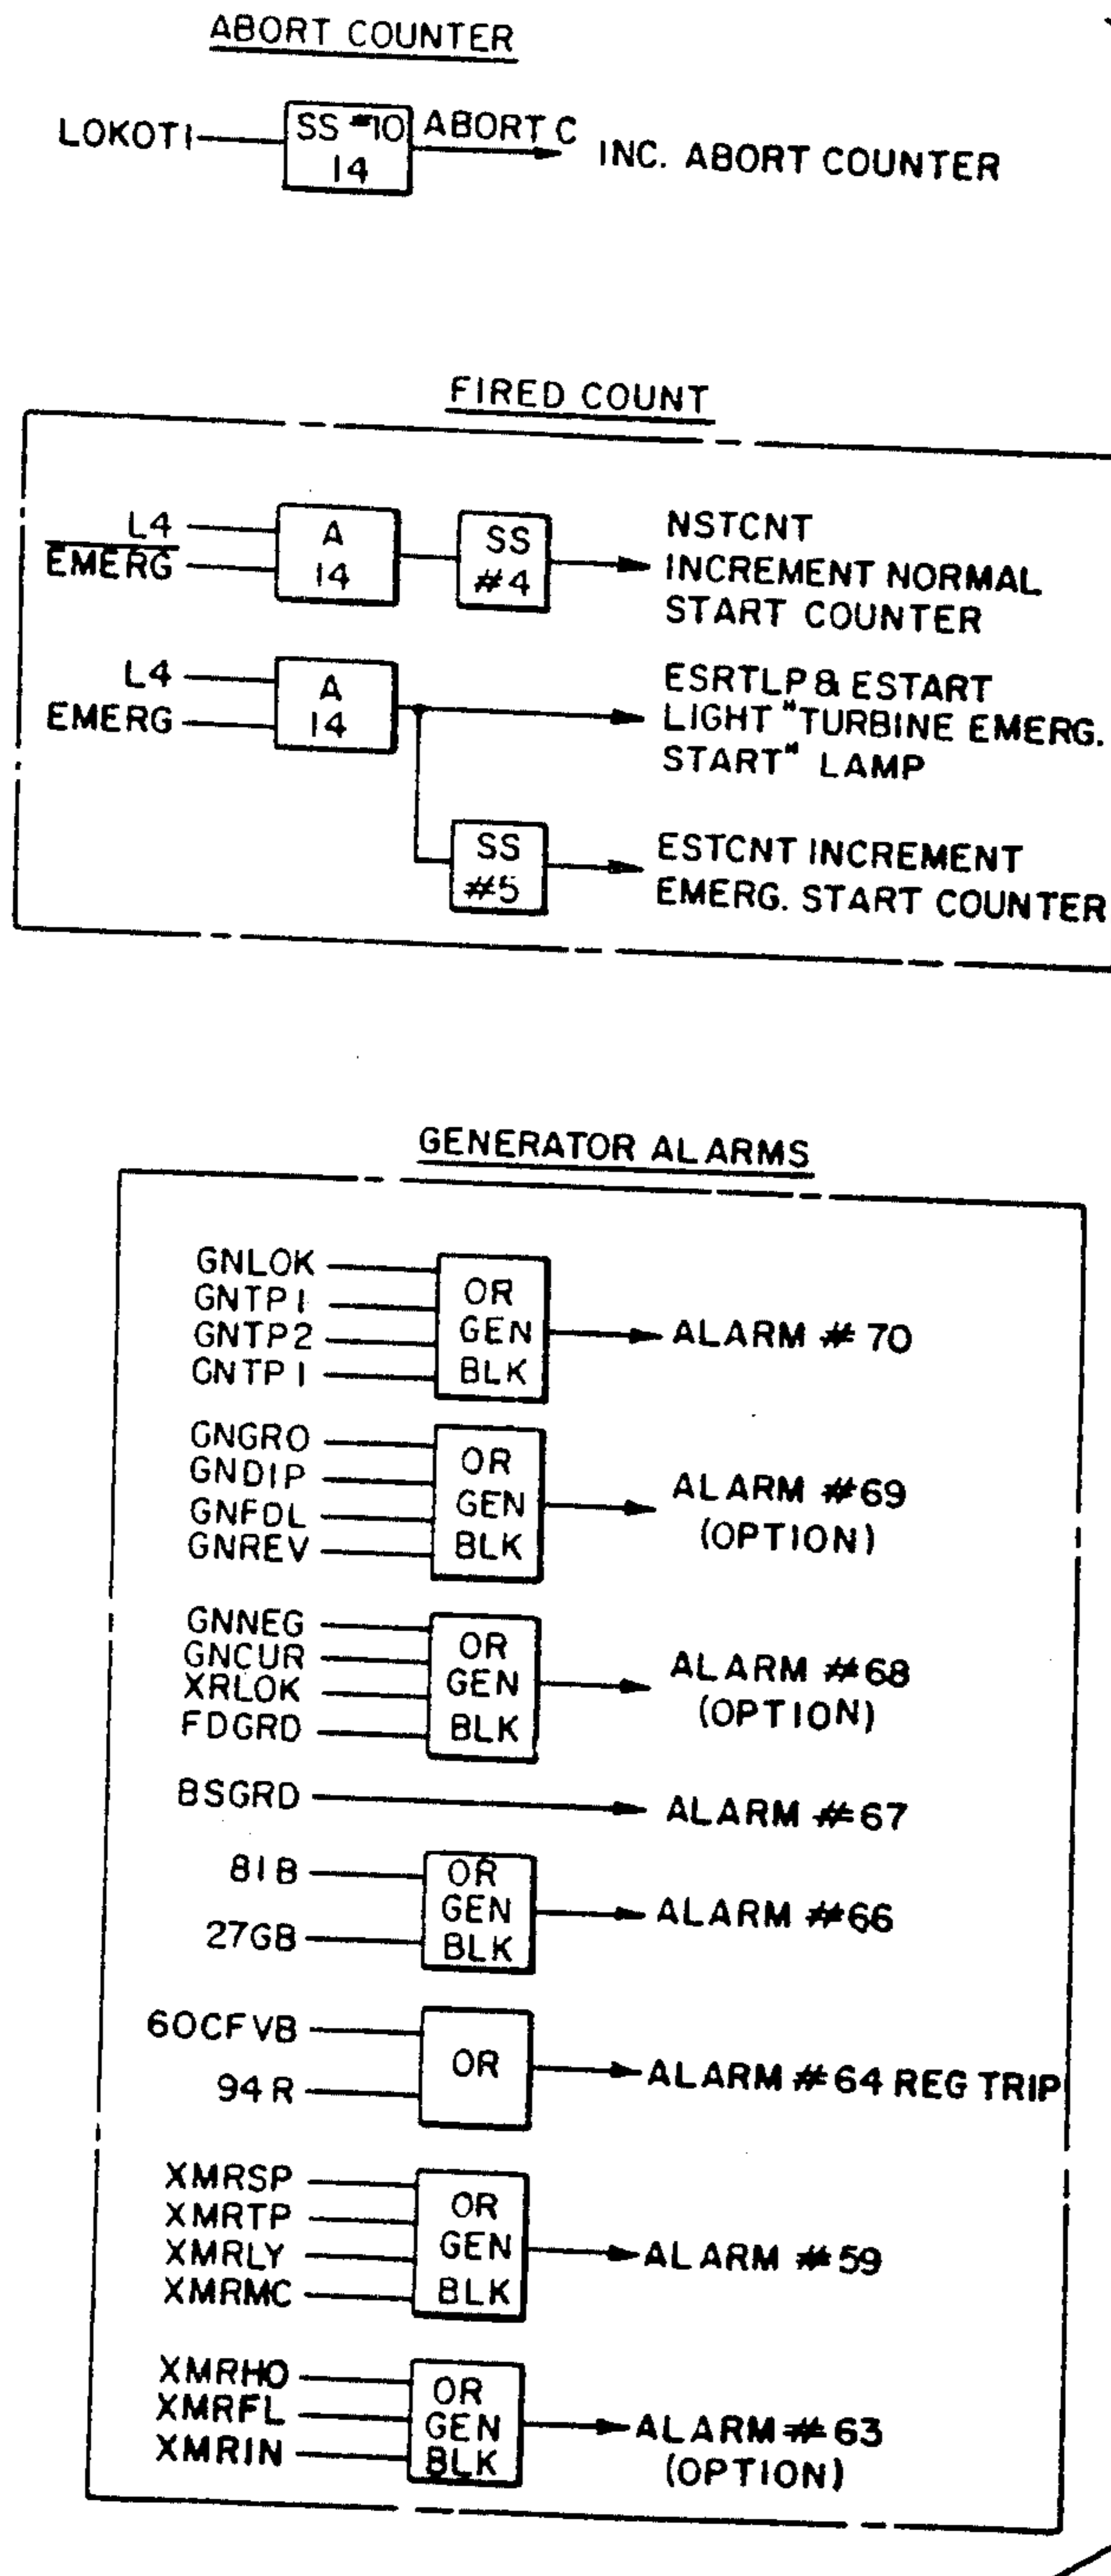 ABORT COUNTER
LOKOT1 SS #10 14 ABORT C INC. ABORT COUNTER
FIRED COUNT
L4
EMERG
A
14
SS
#4
NSTCNT
INCREMENT NORMAL
START COUNTER
L4
EMERG
A
14
ESRTLP & ESTART
LIGHT "TURBINE EMERG.
START" LAMP
SS
#5
ESTCNT INCREMENT
EMERG. START COUNTER
GENERATOR ALARMS
GNLOK
GNTP1
GNTP2
GNTP1
OR
GEN
BLK
ALARM # 70
GNGRO
GNDIP
GNFDL
GNREV
OR
GEN
BLK
ALARM #69
(OPTION)
GNNEG
GNCUR
XRLOK
FDGRD
OR
GEN
BLK
ALARM #68
(OPTION)
BSGRD
ALARM #67
81B
27GB
OR
GEN
BLK
ALARM #66
60CFVB
94R
OR
ALARM #64 REG TRIP
XMRSP
XMRTP
XMRLY
XMRMC
OR
GEN
BLK
ALARM #59
XMRHO
XMRFL
XMRIN
OR
GEN
BLK
ALARM #63
(OPTION)